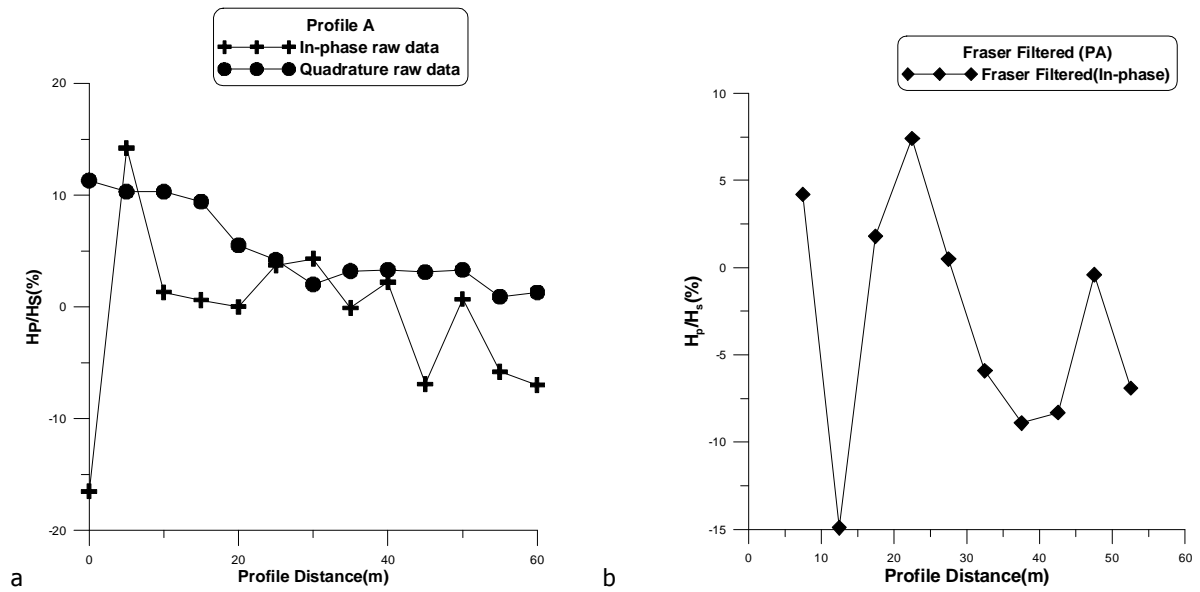 Profile A
In-phase raw data
Quadrature raw data
20
10
0
-10
-20
Hp/HS(%)
0
20
40
60
Profile Distance(m)
a
Fraser Filtered (PA)
Fraser Filtered(In-phase)
10
5
0
-5
-10
-15
Hp/Hs(%)
0
10
20
30
40
50
60
Profile Distance(m)
b